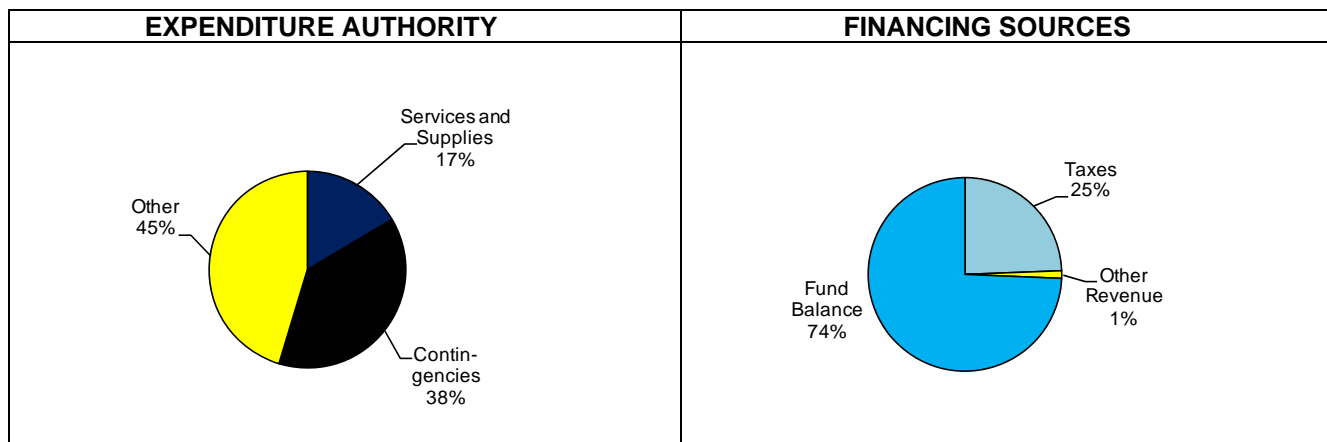 EXPENDITURE AUTHORITY
Services and
Supplies
17%
Other
45%
Contin-
gencies
38%
FINANCING SOURCES
Taxes
25%
Other
Revenue
1%
Fund
Balance
74%